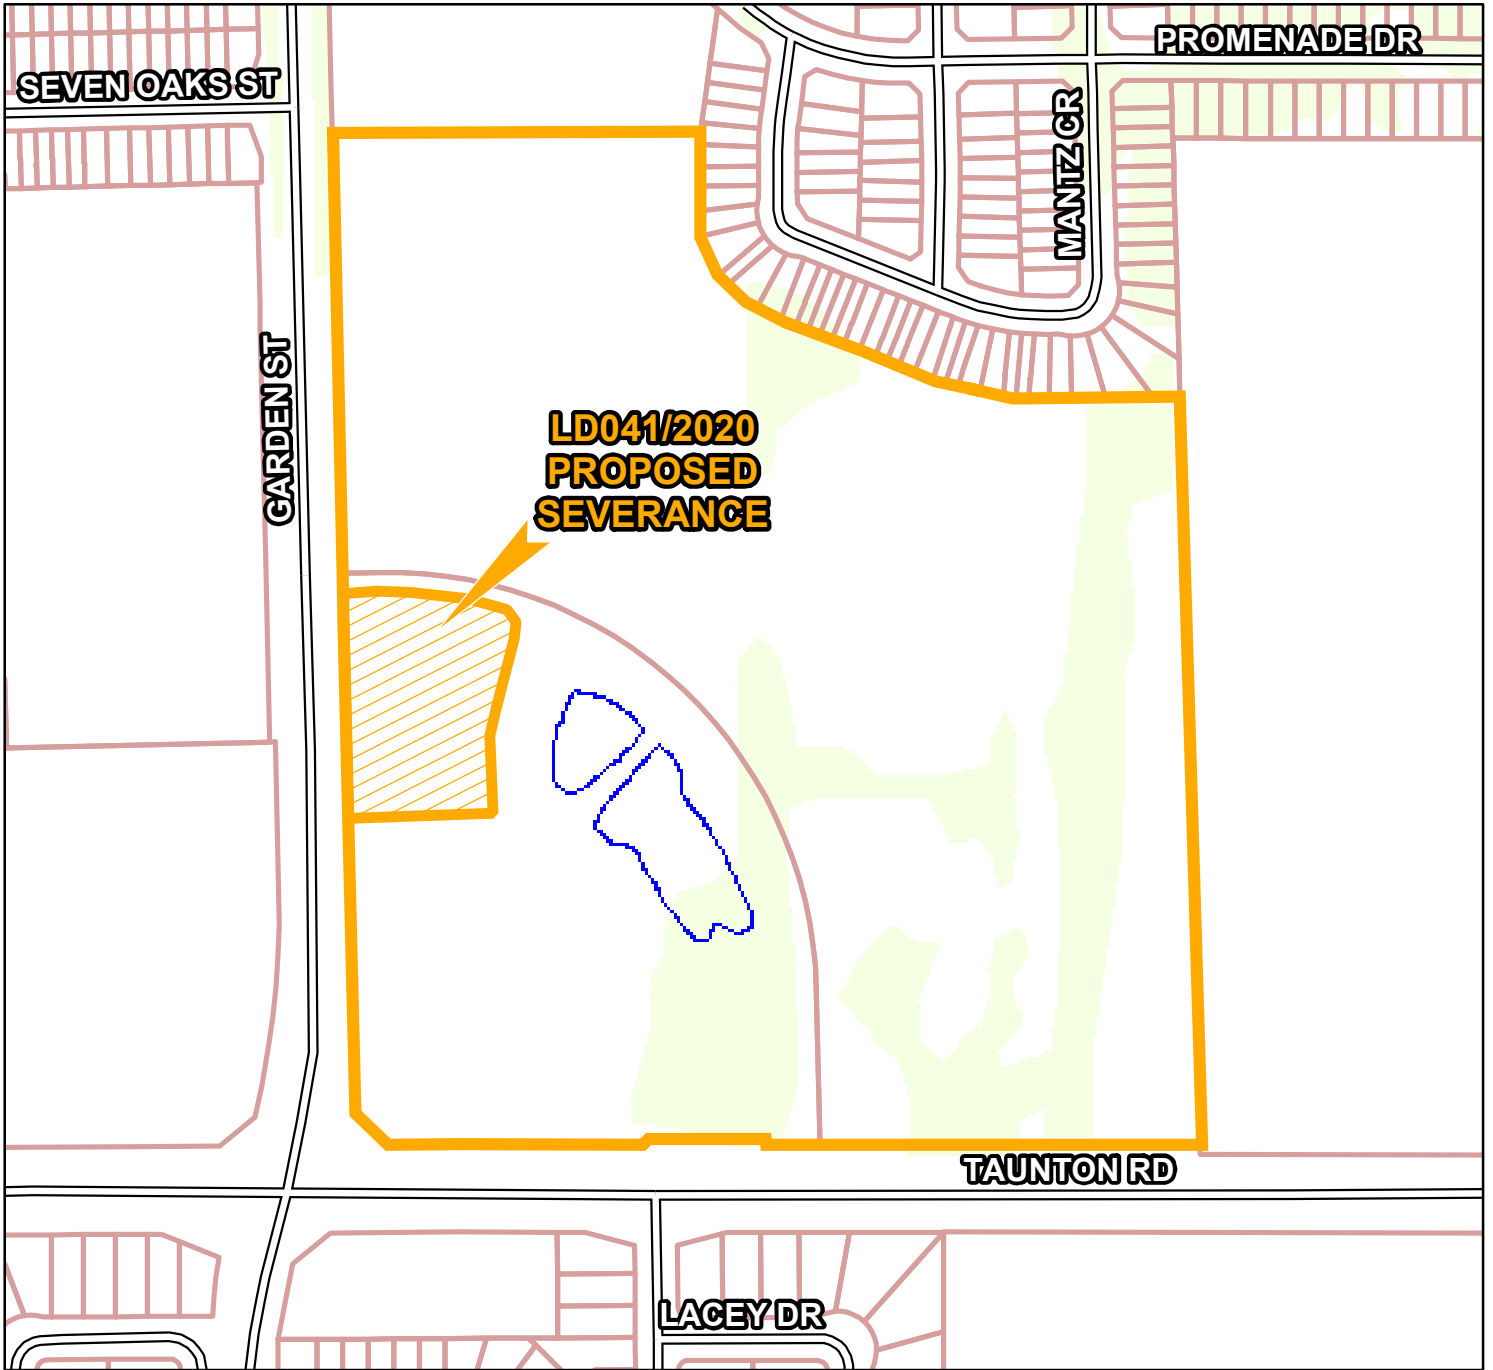 PROMENADE DR
SEVEN OAKS ST
MANTZ CR
GARDEN ST
LD041/2020
PROPOSED
SEVERANCE
TAUNTON RD
LACEY DR